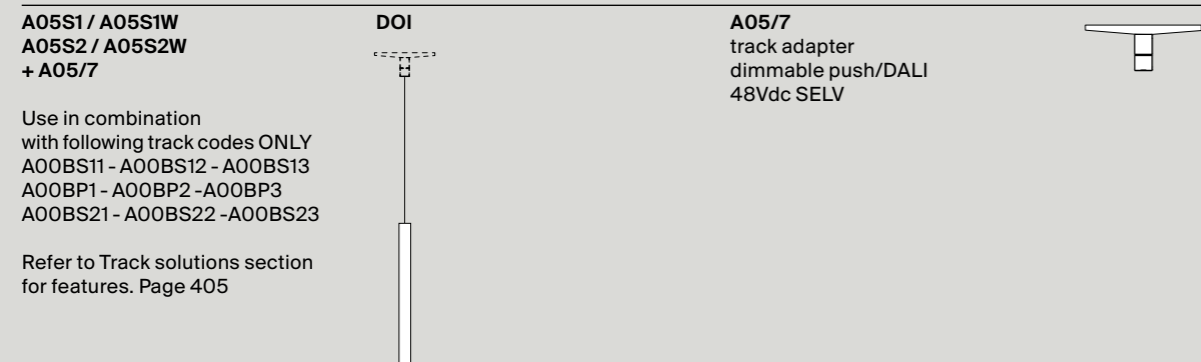 A05S1 / A05S1W
A05S2 / A05S2W
+ A05/7
Use in combination
with following track codes ONLY
A00BS11 - A00BS12 - A00BS13
A00BP1 - A00BP2 -A00BP3
A00BS21 - A00BS22 -A00BS23
Refer to Track solutions section
for features. Page 405
DOI
A05/7
track adapter
dimmable push/DALI
48Vdc SELV